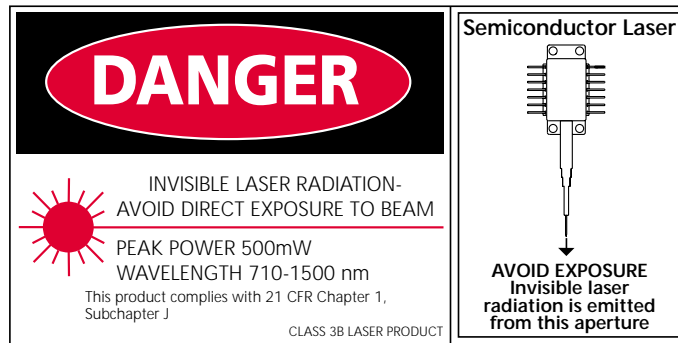 DANGER
INVISIBLE LASER RADIATION-
AVOID DIRECT EXPOSURE TO BEAM
PEAK POWER 500mW
WAVELENGTH 710-1500 nm
This product complies with 21 CFR Chapter 1,
Subchapter J
CLASS 3B LASER PRODUCT
Semiconductor Laser
AVOID EXPOSURE
Invisible laser
radiation is emitted
from this aperture